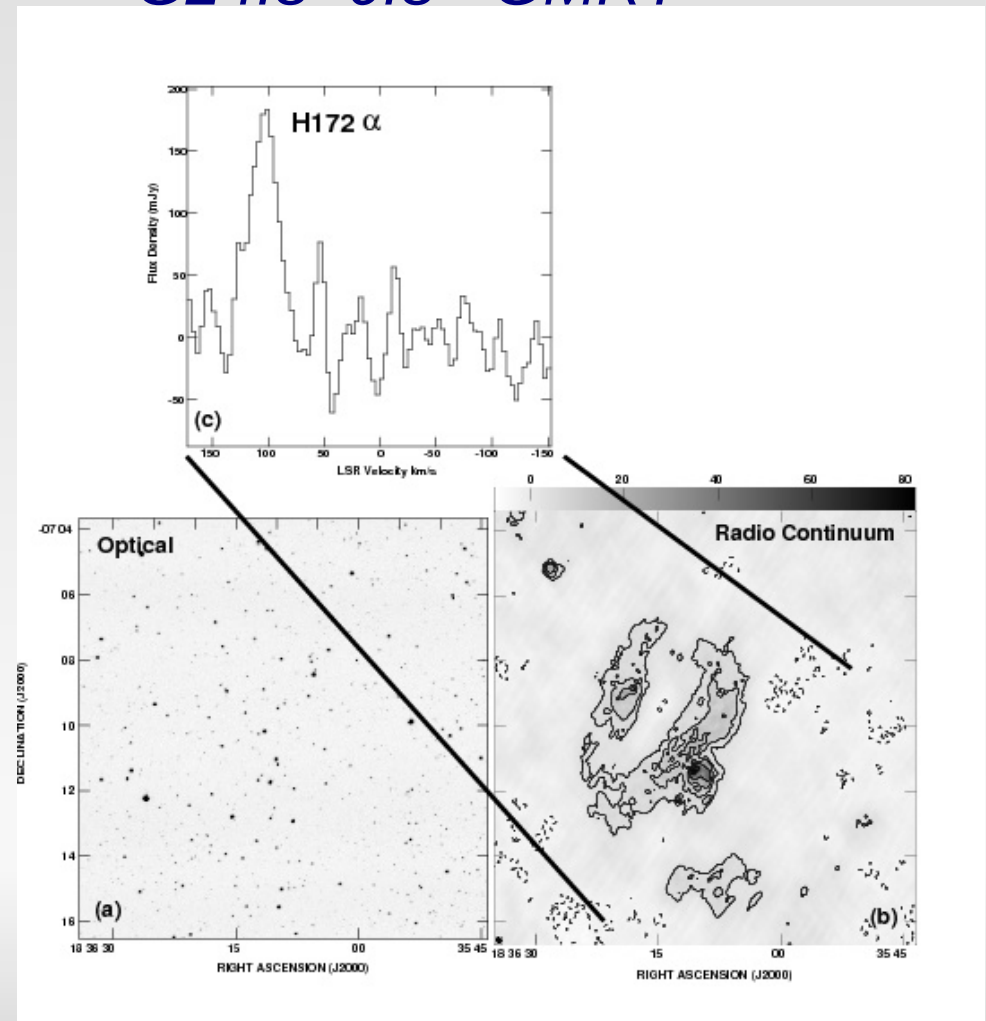 H172 α
200
150
100
50
0
-50
Flux Density (mJy)
(c)
150 100 50 0 -50 -100 -150
LSR Velocity km/s
0 20 40 60
Optical
-07 04
06
08
10
12
14
16
DECLINATION (J2000)
(a)
18 36 30 15 00 35 45
RIGHT ASCENSION (J2000)
Radio Continuum
(b)
18 36 30 15 00 35 45
RIGHT ASCENSION (J2000)